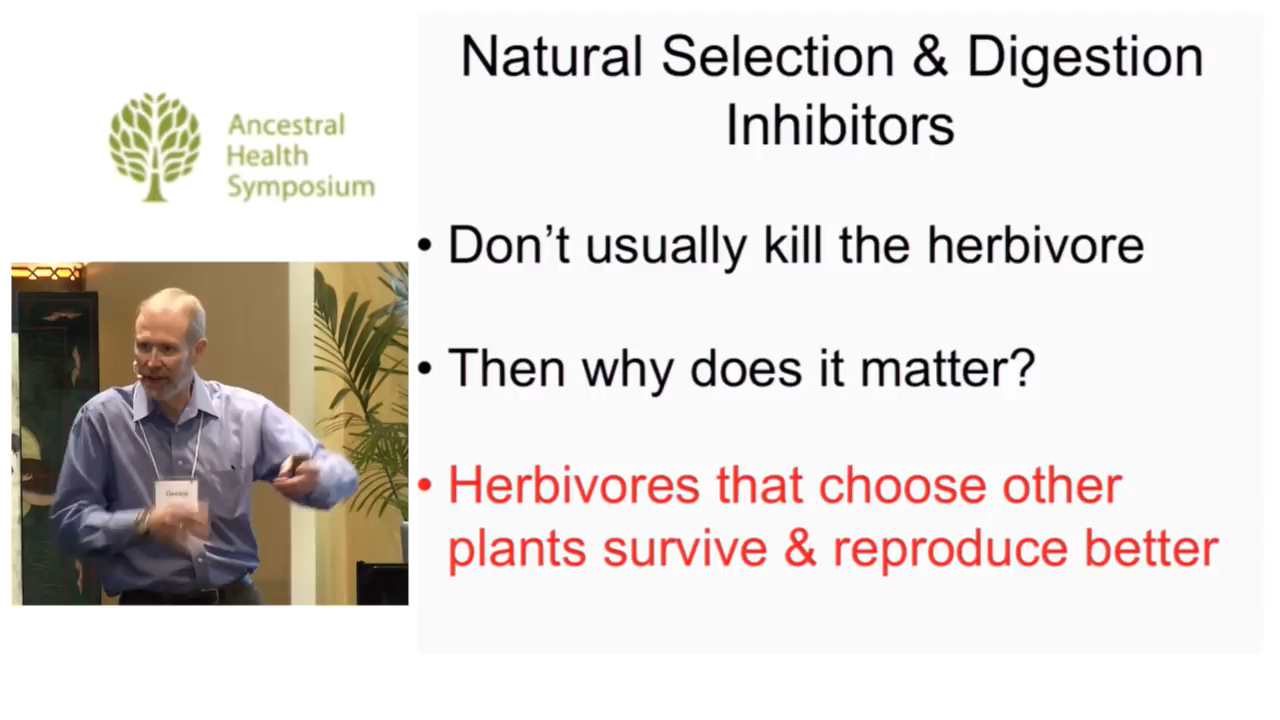 Natural Selection & Digestion
Inhibitors
Ancestral
Health
Symposium
• Don't usually kill the herbivore
• Then why does it matter?
• Herbivores that choose other
plants survive & reproduce better